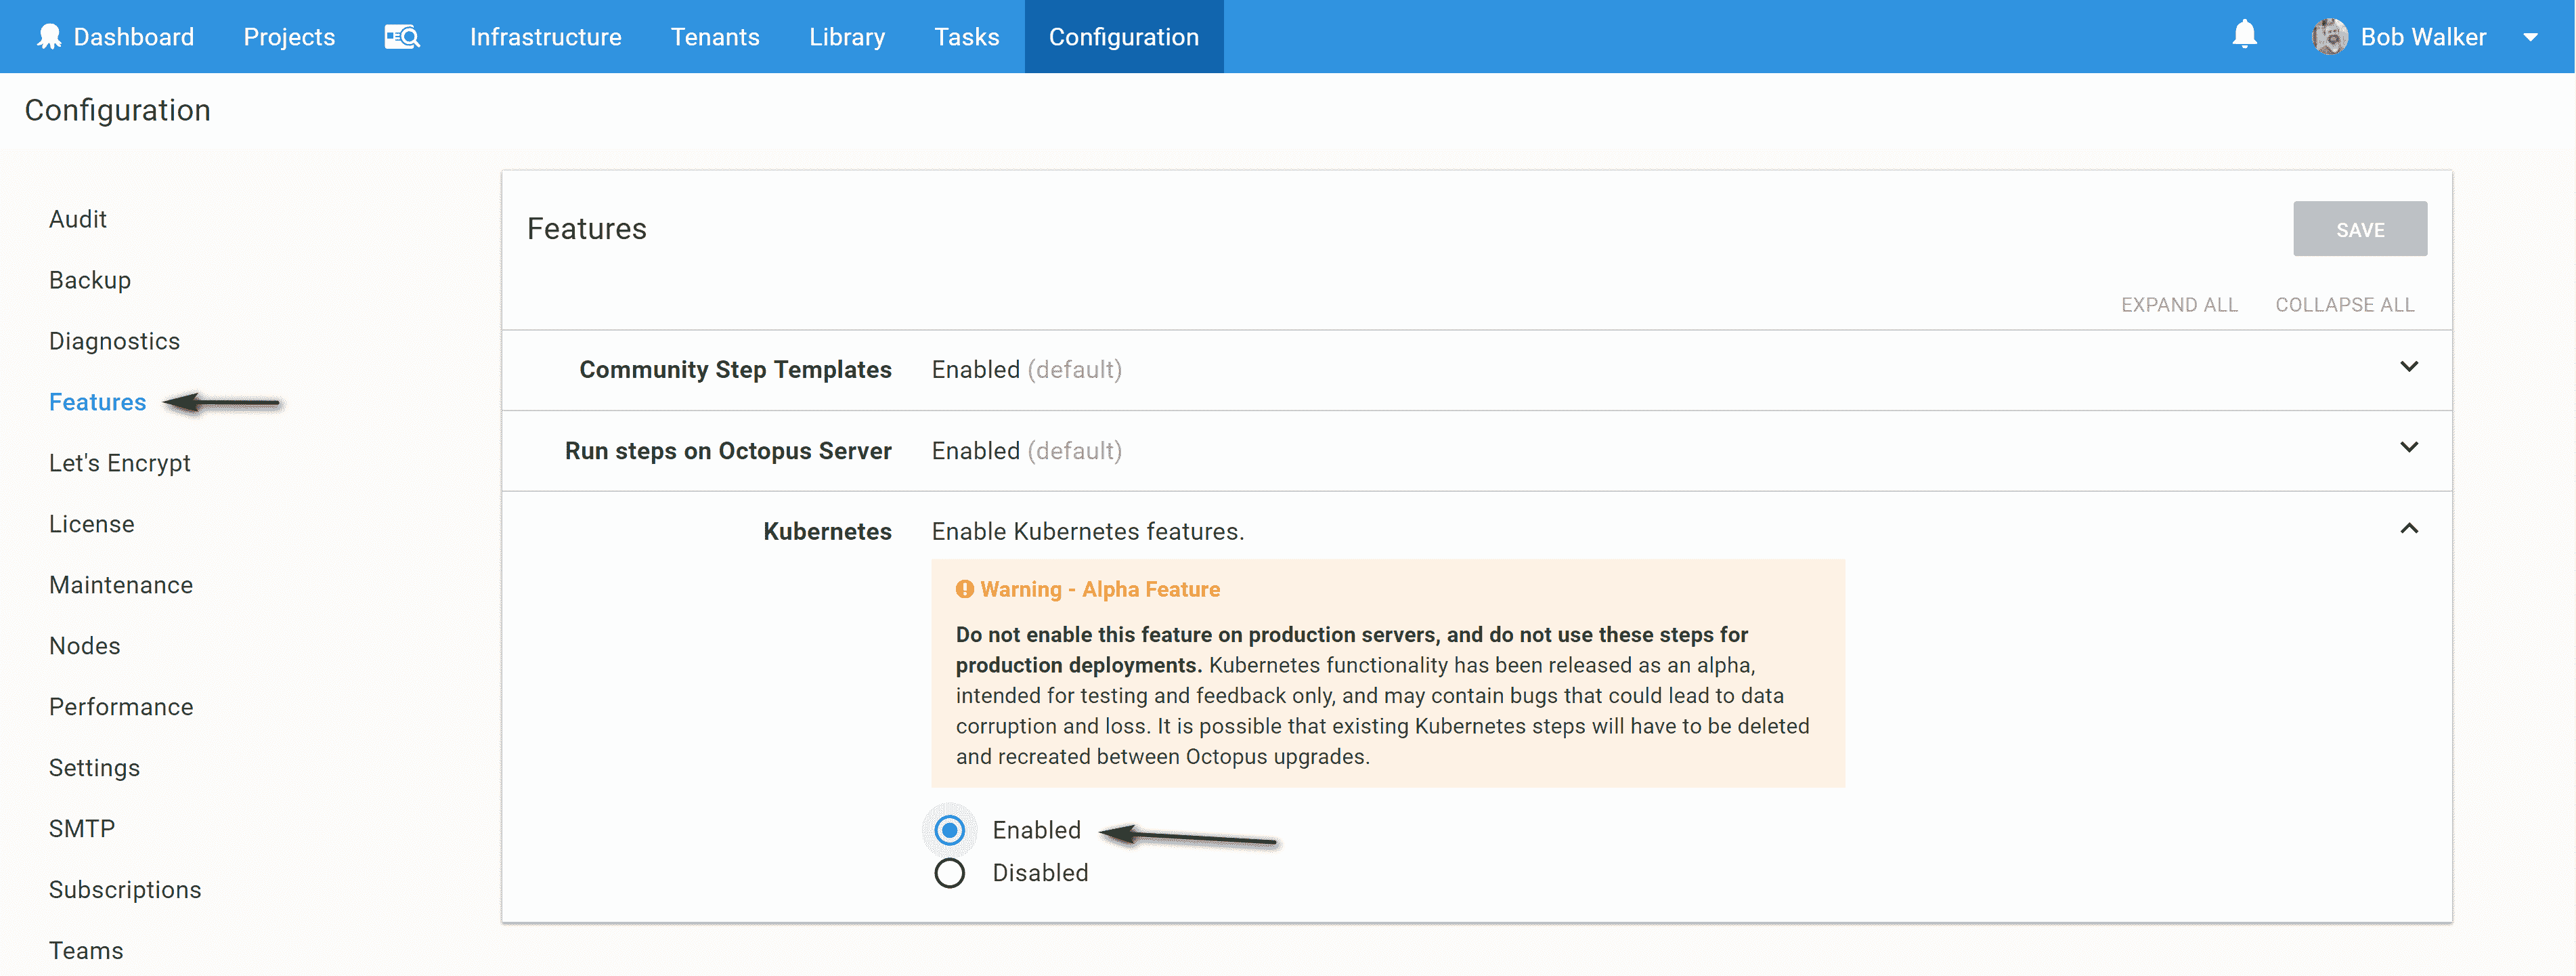 Dashboard Projects Infrastructure Tenants Library Tasks Configuration Bob Walker
Configuration
Audit
Backup
Diagnostics
Features
Let's Encrypt
License
Maintenance
Nodes
Performance
Settings
SMTP
Subscriptions
Teams
Features
SAVE
EXPAND ALL COLLAPSE ALL
Community Step Templates Enabled (default)
Run steps on Octopus Server Enabled (default)
Kubernetes Enable Kubernetes features.
Warning - Alpha Feature
Do not enable this feature on production servers, and do not use these steps for
production deployments. Kubernetes functionality has been released as an alpha,
intended for testing and feedback only, and may contain bugs that could lead to data
corruption and loss. It is possible that existing Kubernetes steps will have to be deleted
and recreated between Octopus upgrades.
Enabled
Disabled